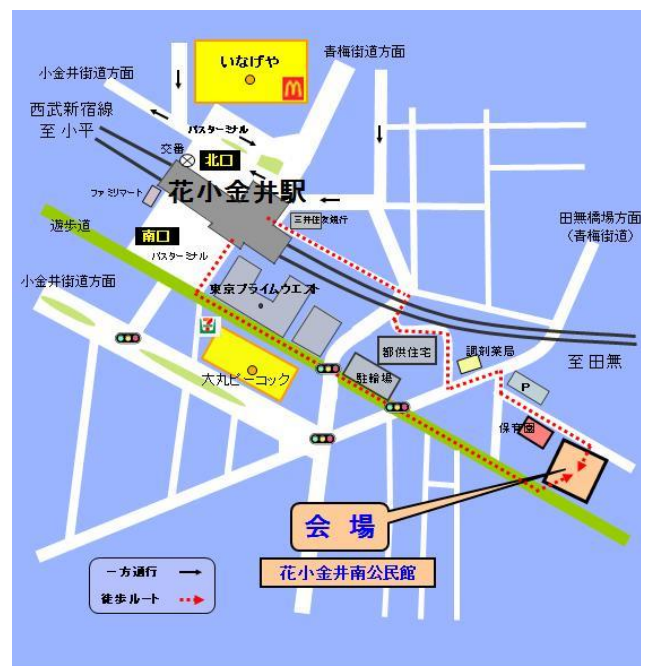 いなげや
青梅街道方面
小金井街道方面
西武新宿線
至 小平
バスターミナル
交番
北口
花小金井駅
ファミリマート
三井住友銀行
田無橋場方面
（青梅街道）
遊歩道
南口
バスターミナル
小金井街道方面
東京プライムウエスト
7
都供住宅
調剤薬局
至 田無
大丸ピーコック
駐輪場
P
保育園
会 場
花小金井南公民館
一方通行
徒歩ルート